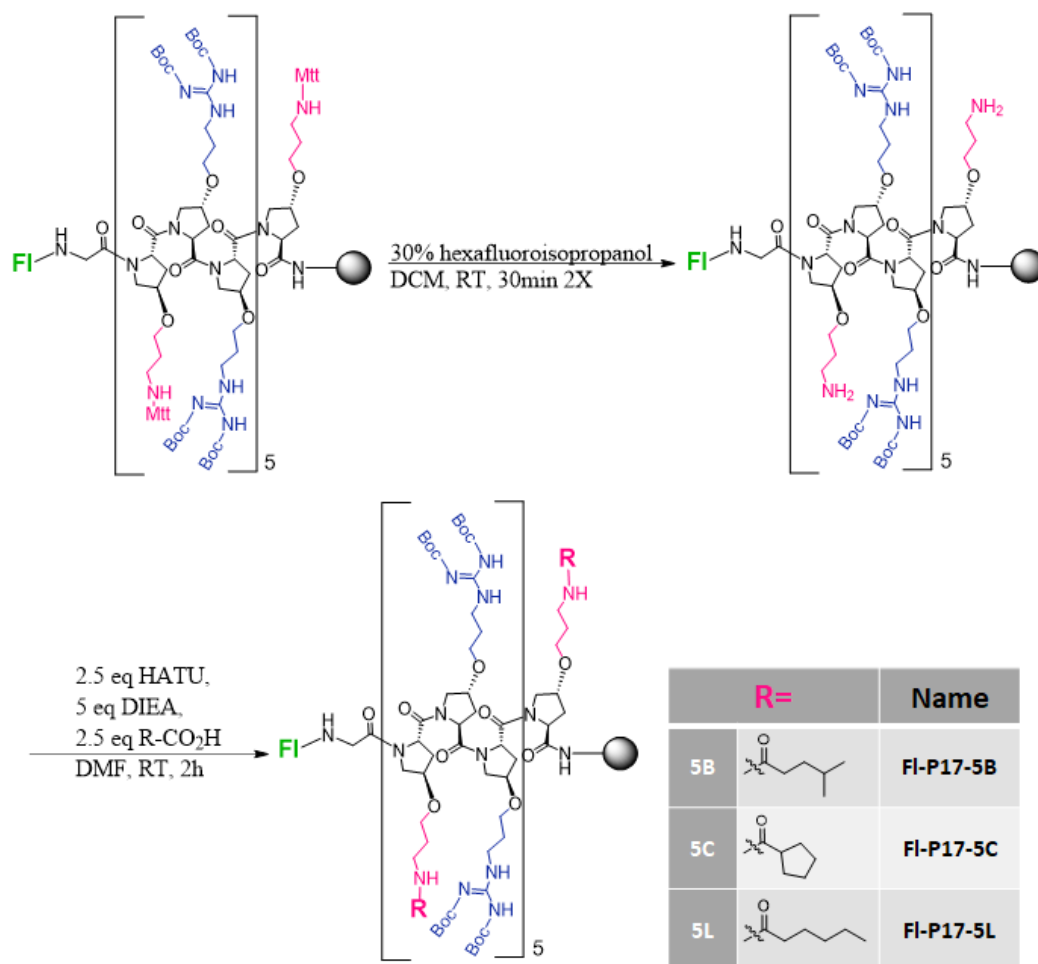 Boc
Boc
N
NH
NH
Mtt
NH
O
O
O
O
N
N
H
N
Fl
O
N
O
N
NH
O
O
NH
Mtt
NH
N
NH
Boc
Boc
5
30% hexafluoroisopropanol
DCM, RT, 30min 2X
Boc
Boc
N
NH
NH
NH2
O
O
O
O
N
N
H
N
Fl
O
N
O
N
NH
O
O
NH2
NH
N
NH
Boc
Boc
5
2.5 eq HATU,
5 eq DIEA,
2.5 eq R-CO2H
DMF, RT, 2h
Boc
Boc
N
NH
NH
R
NH
O
O
O
O
N
N
H
N
Fl
O
N
O
N
NH
O
O
NH
R
NH
N
NH
Boc
Boc
5
R= Name
5B O Fl-P17-5B
5C O Fl-P17-5C
5L O Fl-P17-5L